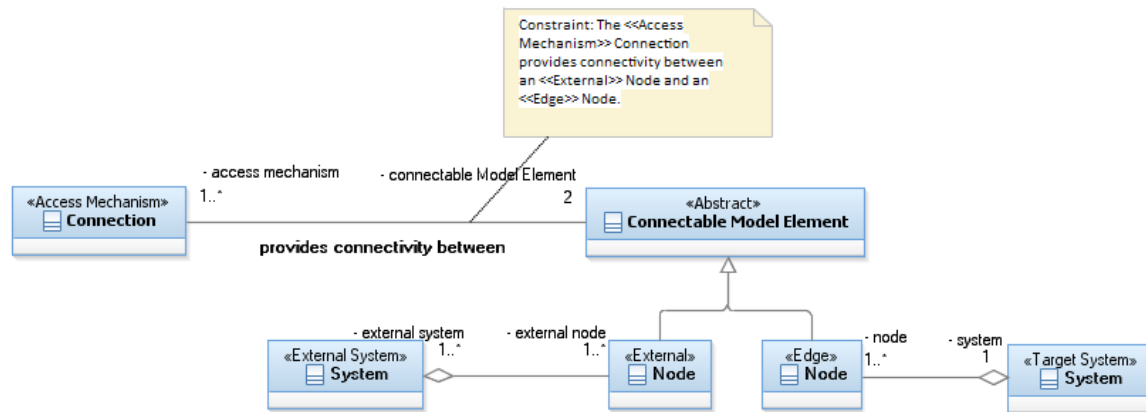 Constraint: The <<Access
Mechanism>> Connection
provides connectivity between
an <<External>> Node and an
<<Edge>> Node.
- access mechanism
1..*
- connectable Model Element
2
«Access Mechanism»
Connection
provides connectivity between
«Abstract»
Connectable Model Element
- external system
1..*
- external node
1..*
«External System»
System
«External»
Node
«Edge»
Node
- node
1..*
- system
1
«Target System»
System